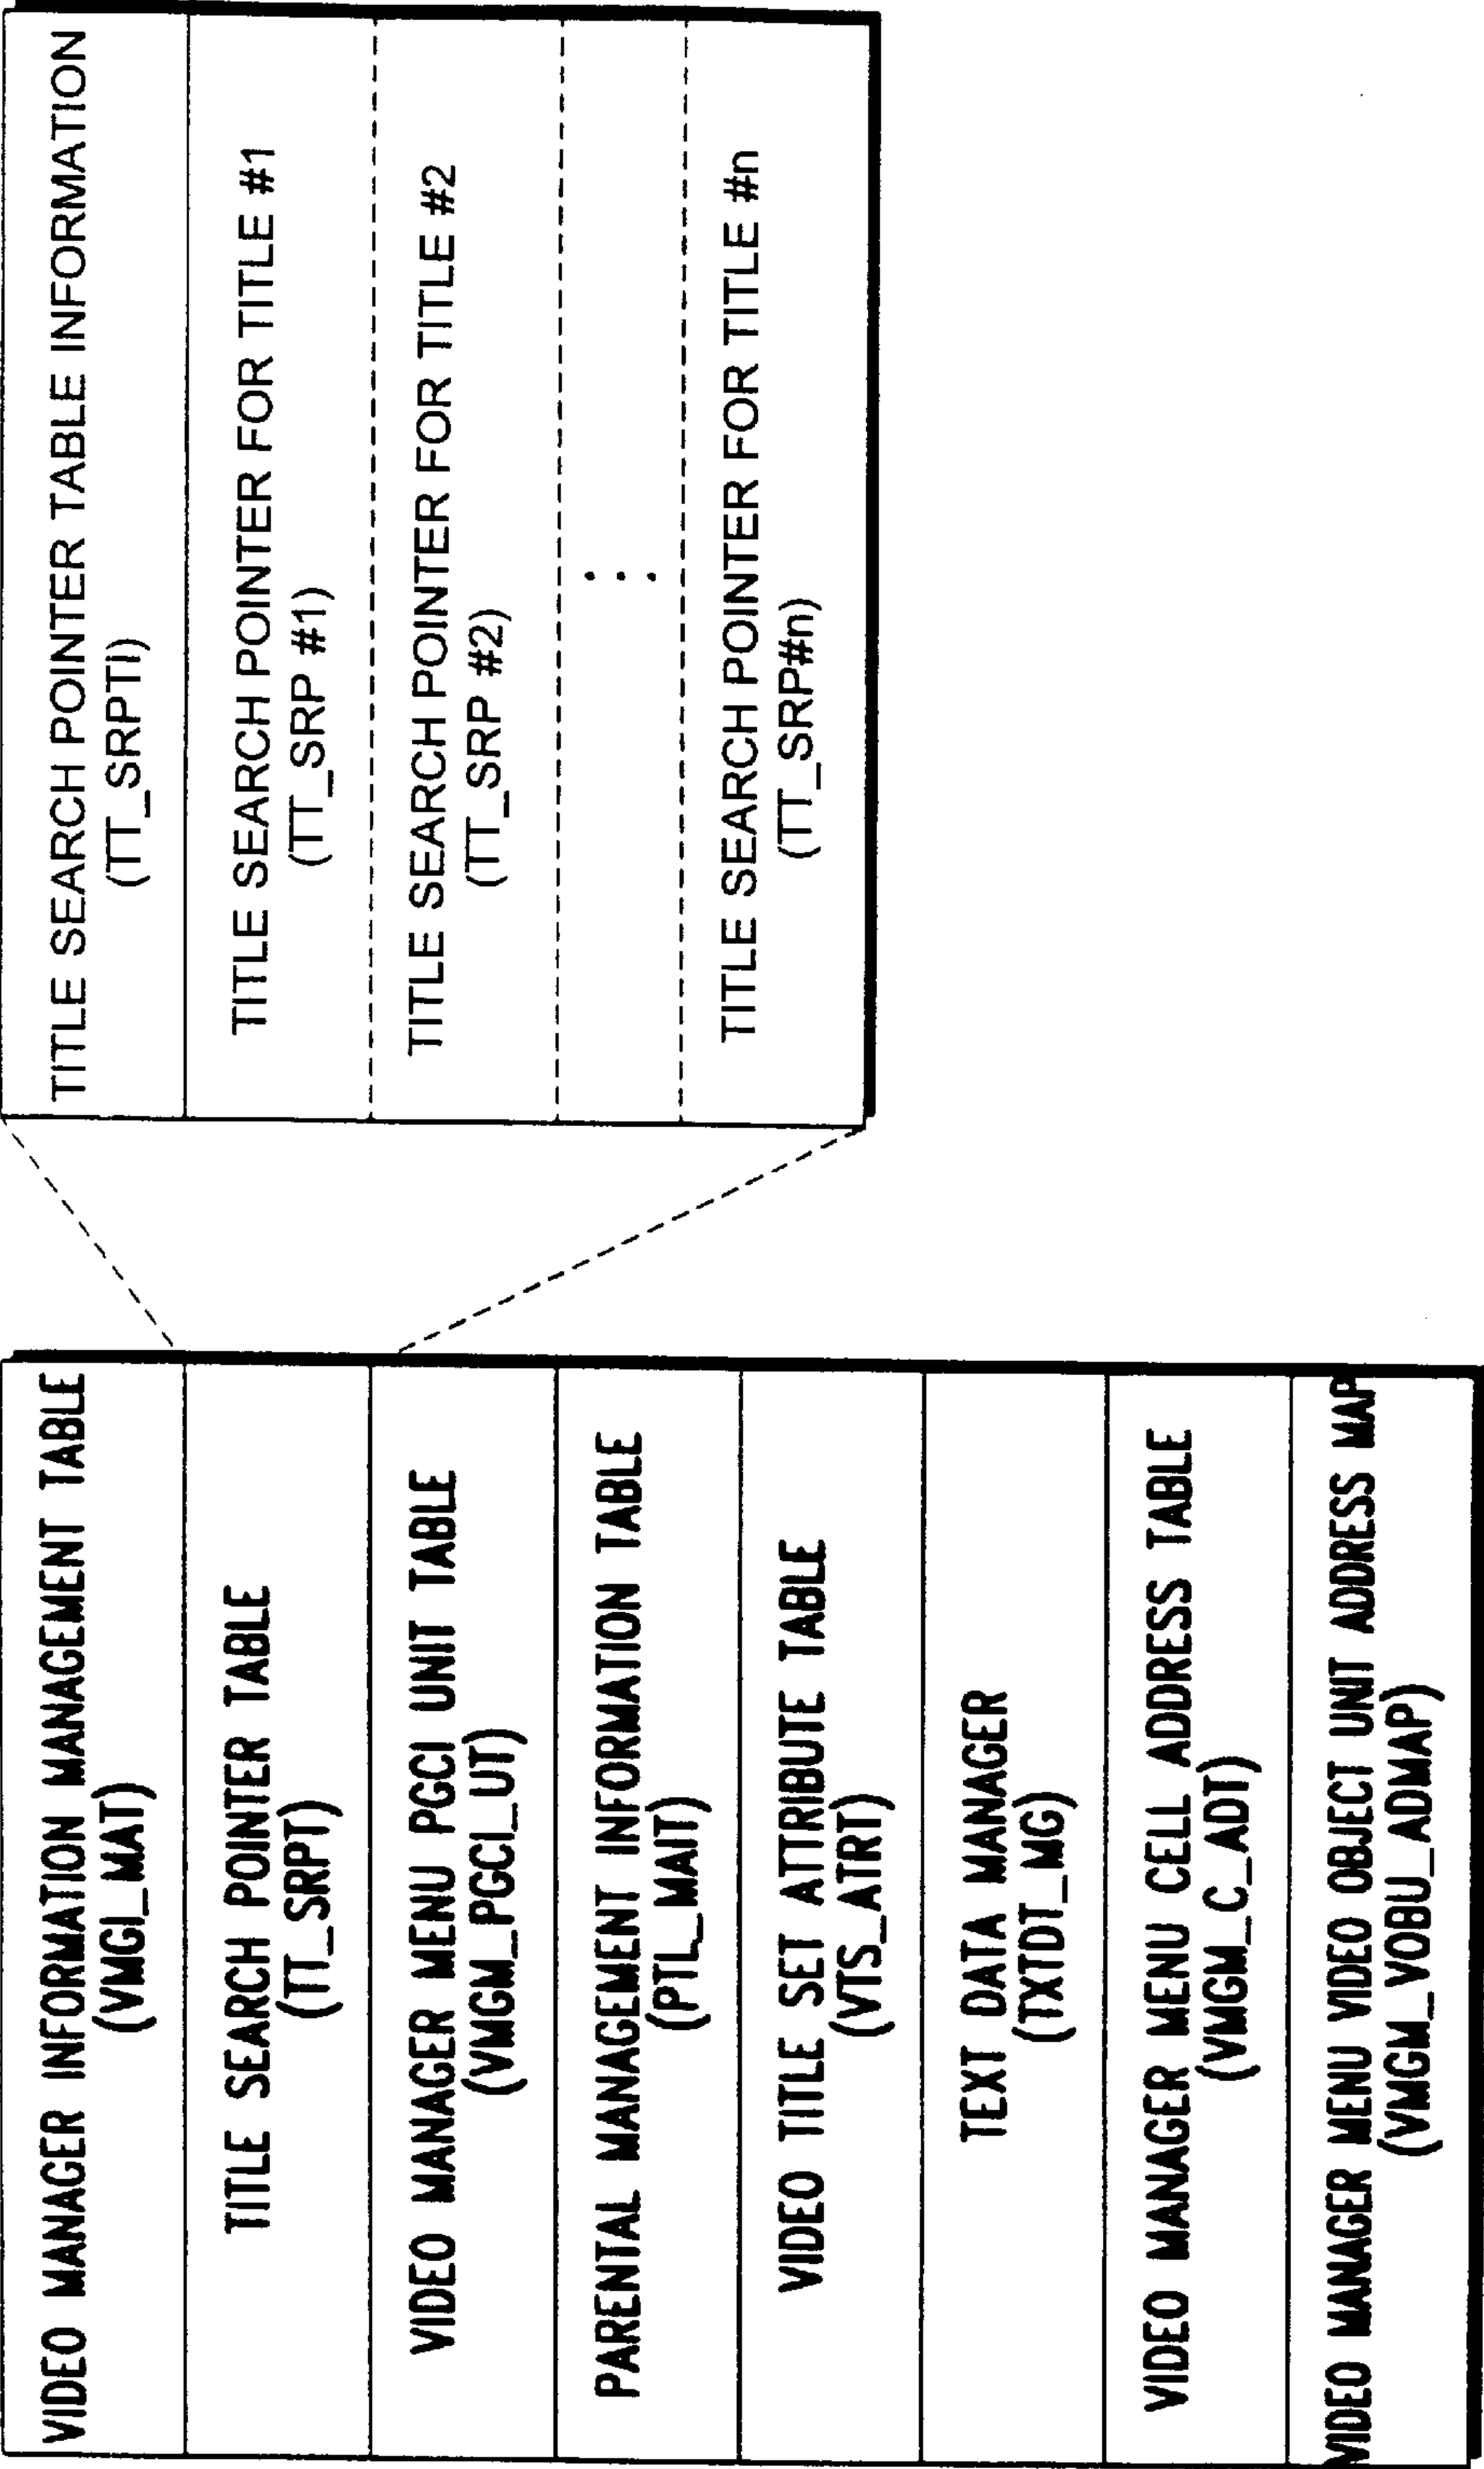 VIDEO MANAGER INFORMATION MANAGEMENT TABLE
(VMGI_MAT)
TITLE SEARCH POINTER TABLE
(TT_SRPT)
VIDEO MANAGER MENU PGCI UNIT TABLE
(VMGM_PGCI_UT)
PARENTAL MANAGEMENT INFORMATION TABLE
(PTL_MAIT)
VIDEO TITLE SET ATTRIBUTE TABLE
(VTS_ATRT)
TEXT DATA MANAGER
(TXTDT_MG)
VIDEO MANAGER MENU CELL ADDRESS TABLE
(VMGM_C_ADT)
VIDEO MANAGER MENU VIDEO OBJECT UNIT ADDRESS MAP
(VMGM_VOBU_ADMAP)
TITLE SEARCH POINTER TABLE INFORMATION
(TT_SRPTI)
TITLE SEARCH POINTER FOR TITLE #1
(TT_SRP #1)
TITLE SEARCH POINTER FOR TITLE #2
(TT_SRP #2)
. . .
TITLE SEARCH POINTER FOR TITLE #n
(TT_SRP#n)